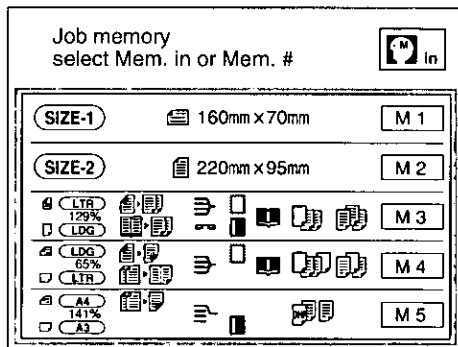 Job memory
select Mem. in or Mem. #
M In
SIZE-1 160mm x 70mm M 1
SIZE-2 220mm x 95mm M 2
LTR
129%
LDG
M 3
LDG
65%
LTR
M 4
A4
141%
A3
M 5